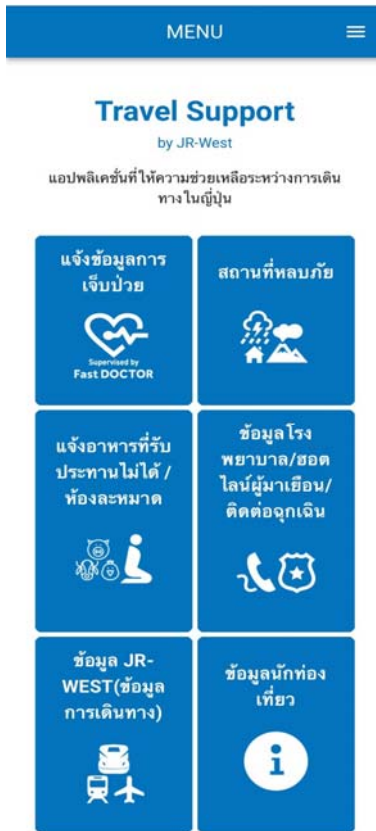 MENU
Travel Support
by JR-West
แอปพลิเคชั่นที่ให้ความช่วยเหลือระหว่างการเดิน
ทางในญี่ปุ่น
แจ้งข้อมูลการ
เจ็บป่วย
Supervised by
Fast DOCTOR
สถานที่หลบภัย
แจ้งอาหารที่รับ
ประทานไม่ได้ /
ห้องละหมาด
ข้อมูลโรง
พยาบาล/ฮอต
ไลน์ผู้มาเยือน/
ติดต่อฉุกเฉิน
ข้อมูล JR-
WEST(ข้อมูล
การเดินทาง)
ข้อมูลนักท่อง
เที่ยว